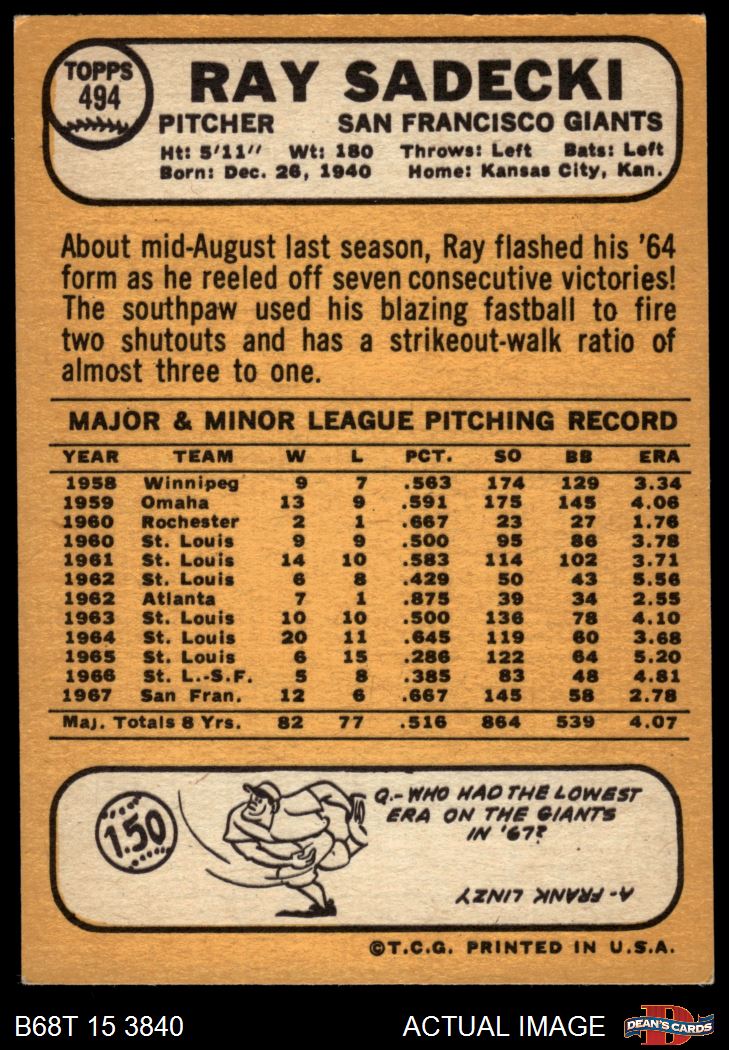 TOPPS
494
RAY SADECKI
PITCHER SAN FRANCISCO GIANTS
Ht: 5'11" Wt: 180 Throws: Left Bats: Left
Born: Dec. 26, 1940 Home: Kansas City, Kan.
About mid-August last season, Ray flashed his '64
form as he reeled off seven consecutive victories!
The southpaw used his blazing fastball to fire
two shutouts and has a strikeout-walk ratio of
almost three to one.
MAJOR & MINOR LEAGUE PITCHING RECORD
YEAR TEAM W L PCT. SO BB ERA
1958 Winnipeg 9 7 .563 174 129 3.34
1959 Omaha 13 9 .591 175 145 4.06
1960 Rochester 2 1 .667 23 27 1.76
1960 St. Louis 9 9 .500 95 86 3.78
1961 St. Louis 14 10 .583 114 102 3.71
1962 St. Louis 6 8 .429 50 43 5.56
1962 Atlanta 7 1 .875 39 34 2.55
1963 St. Louis 10 10 .500 136 78 4.10
1964 St. Louis 20 11 .645 119 60 3.68
1965 St. Louis 6 15 .286 122 64 5.20
1966 St. L.-S.F. 5 8 .385 83 48 4.81
1967 San Fran. 12 6 .667 145 58 2.78
Maj. Totals 8 Yrs. 82 77 .516 864 539 4.07
1.50
Q.-WHO HAD THE LOWEST
ERA ON THE GIANTS
IN '67?
A-FRANK LINZY
©T.C.G. PRINTED IN U.S.A.
B68T 15 3840 ACTUAL IMAGE
D
DEAN'S CARDS